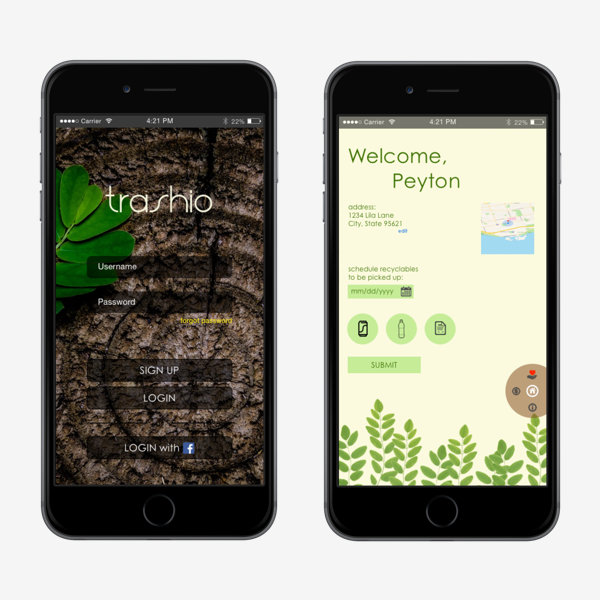 Carrier 4:21 PM 22%
trashio
Username
Password
forgot password
SIGN UP
LOGIN
LOGIN with f
Carrier 4:21 PM 22%
Welcome,
Peyton
address:
1234 Lila Lane
City, State 95621
edit
schedule recyclables
to be picked up:
mm/dd/yyyy
SUBMIT